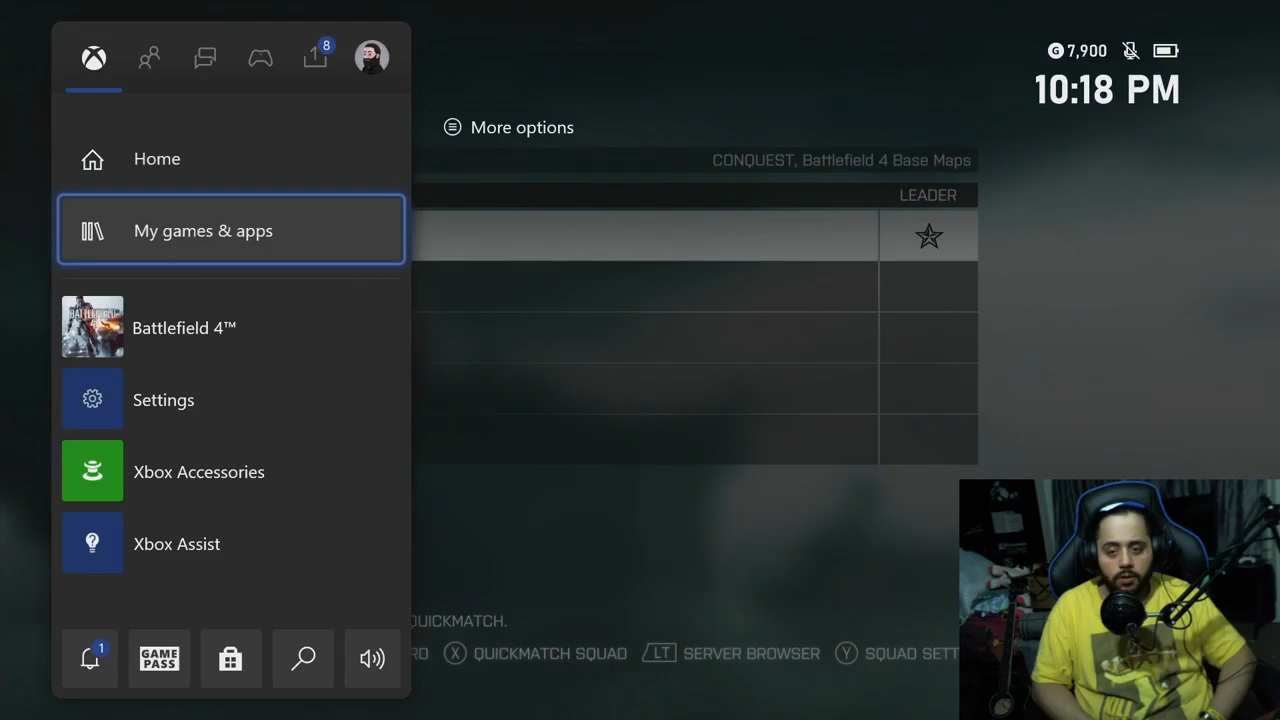 8
G 7,900
10:18 PM
More options
Home
CONQUEST, Battlefield 4 Base Maps
LEADER
My games & apps
Battlefield 4™
Settings
Xbox Accessories
Xbox Assist
QUICKMATCH.
1
GAME
PASS
RD X QUICKMATCH SQUAD LT SERVER BROWSER Y SQUAD SETT